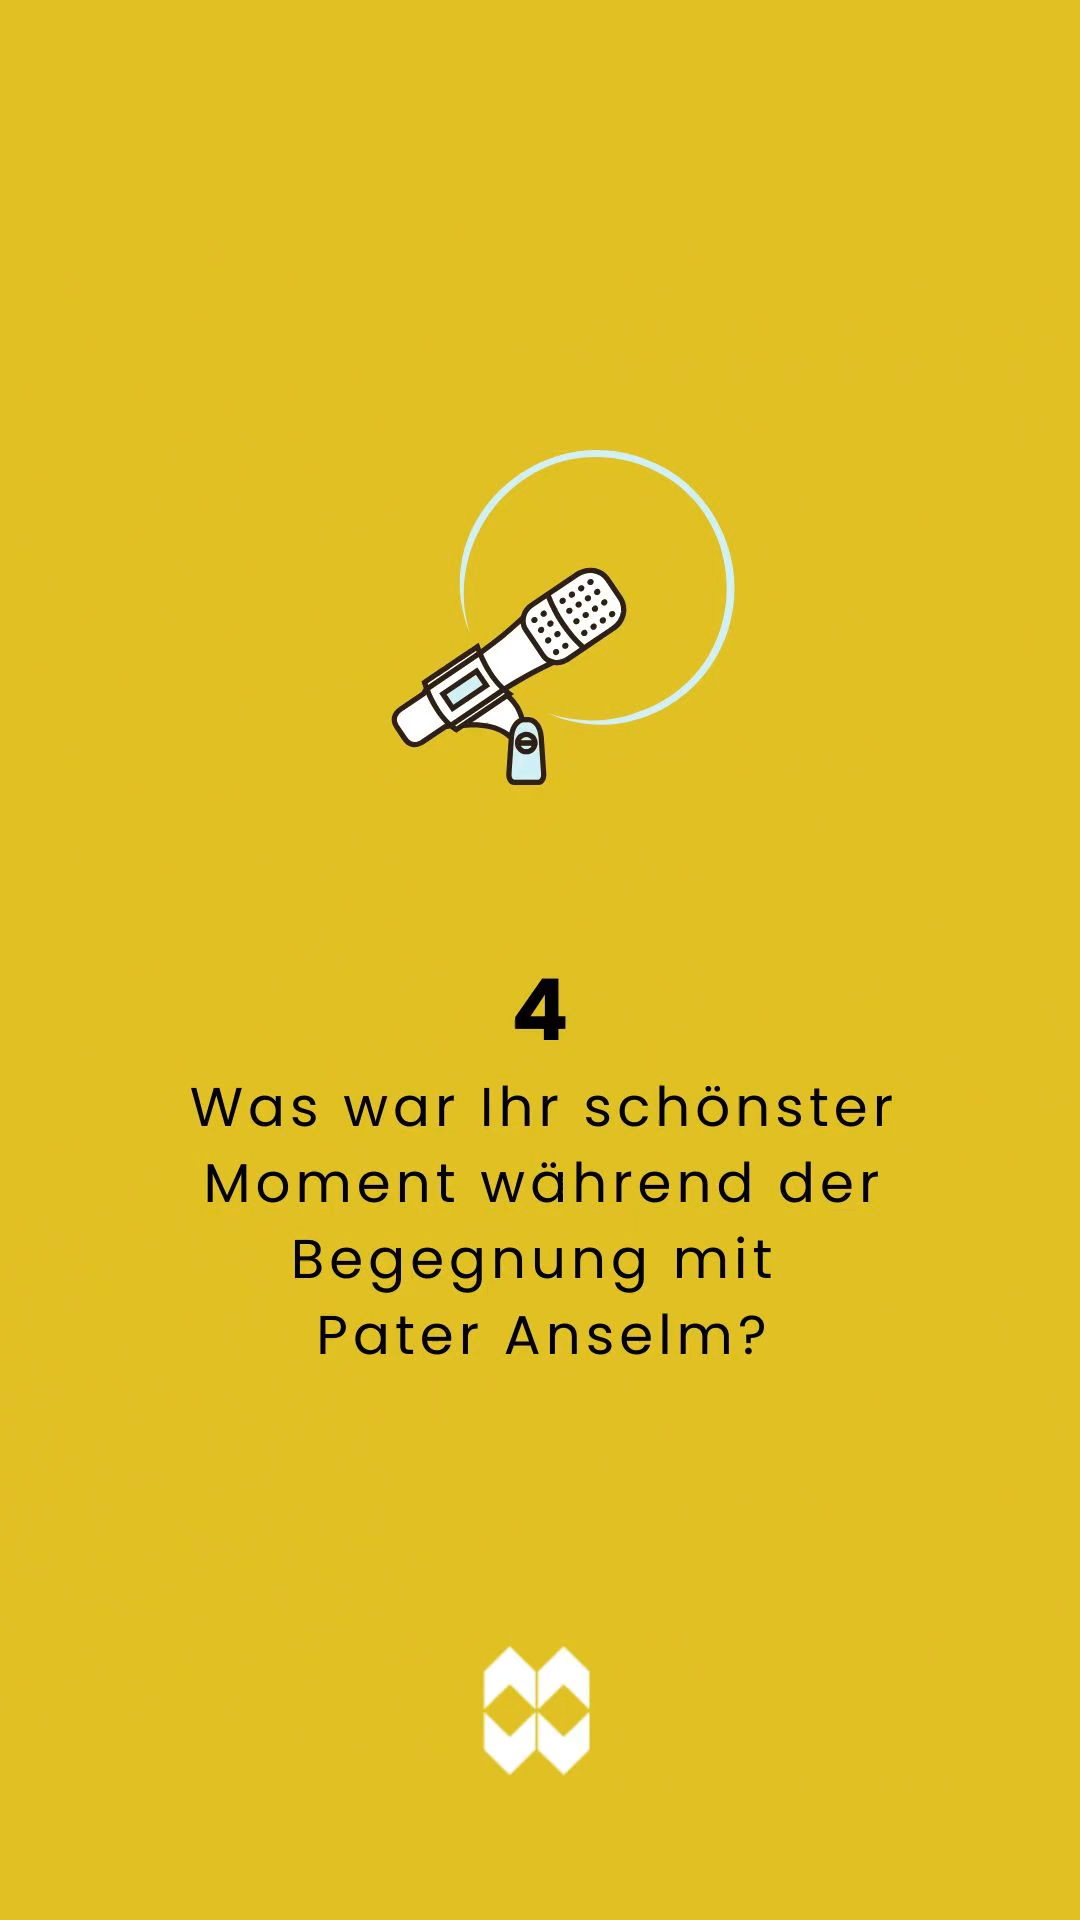 4
Was war Ihr schönster
Moment während der
Begegnung mit
Pater Anselm?